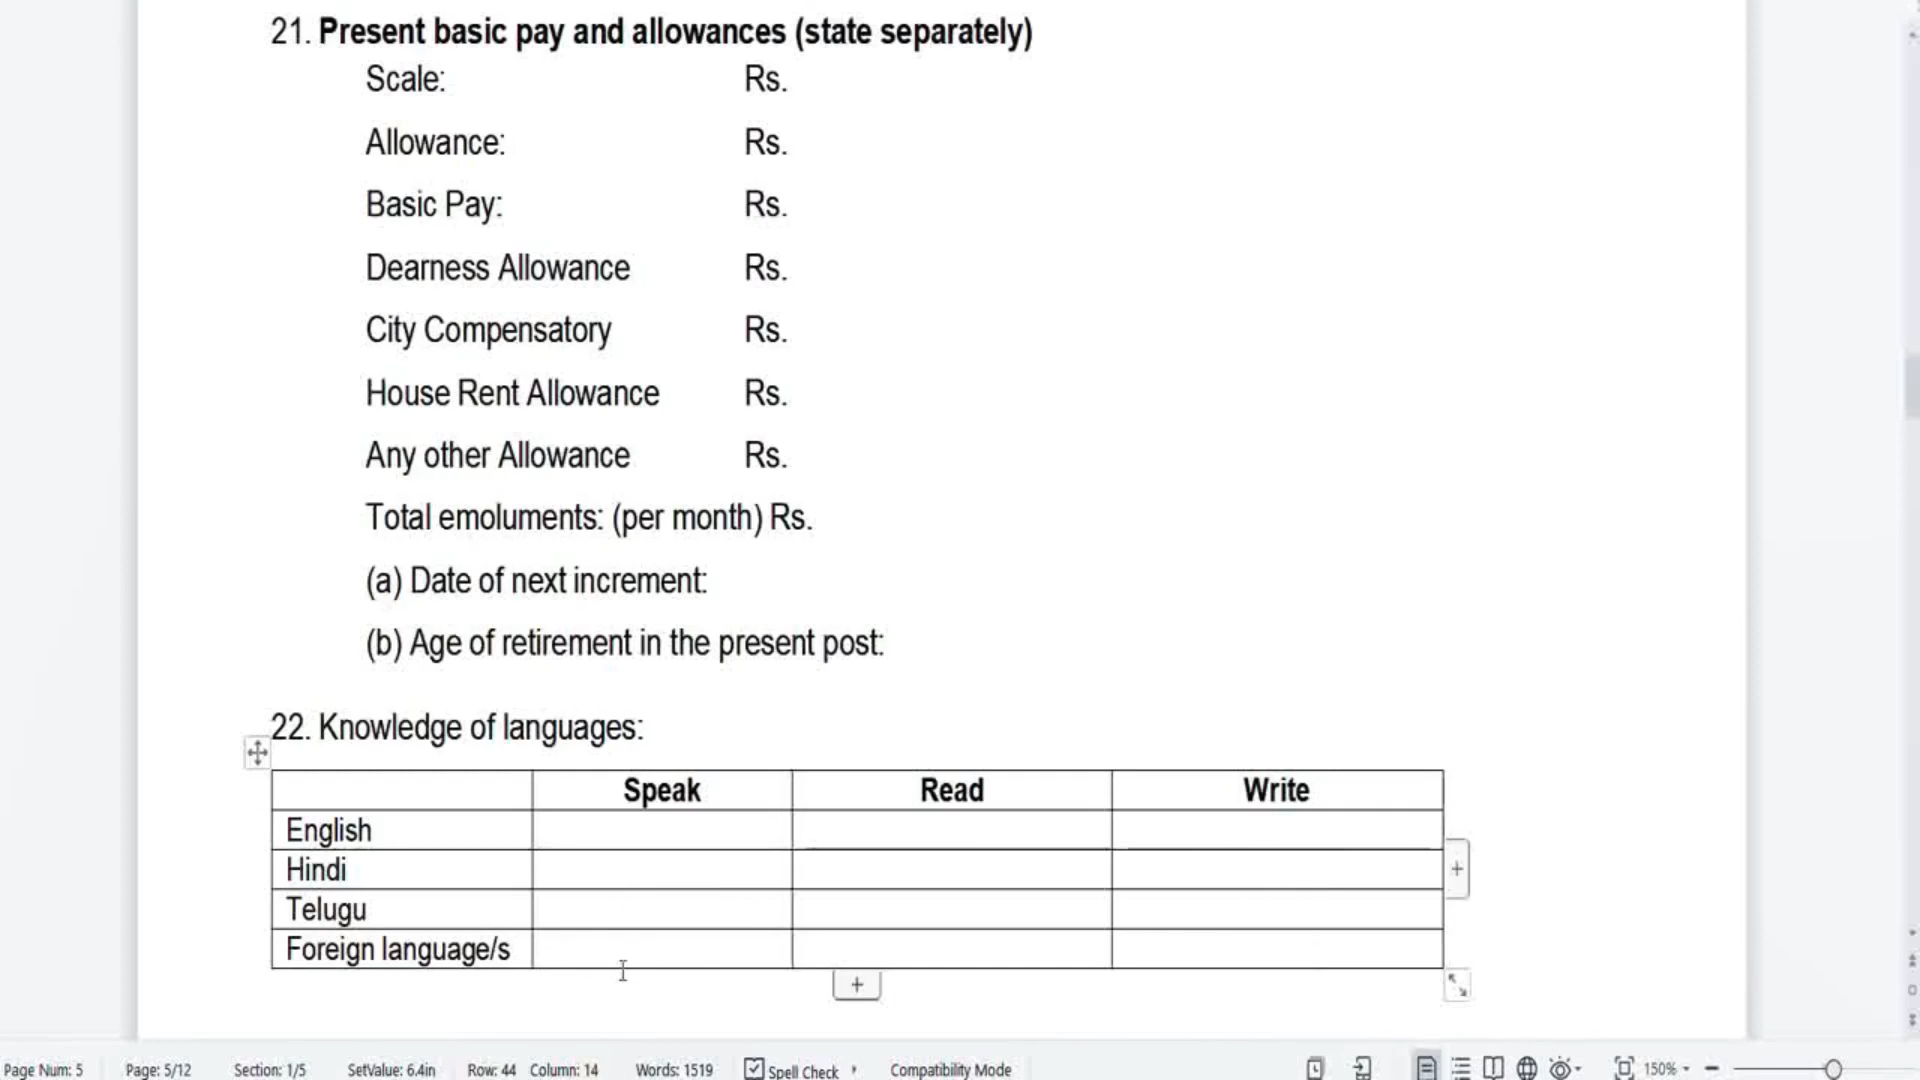 21. Present basic pay and allowances (state separately)
Scale: Rs.
Allowance: Rs.
Basic Pay: Rs.
Dearness Allowance Rs.
City Compensatory Rs.
House Rent Allowance Rs.
Any other Allowance Rs.
Total emoluments: (per month) Rs.
(a) Date of next increment:
(b) Age of retirement in the present post:
22. Knowledge of languages:
Speak Read Write
English
Hindi
Telugu
Foreign language/s
Page Num: 5 Page: 5/12 Section: 1/5 SetValue: 6.4in Row: 44 Column: 14 Words: 1519 Spell Check Compatibility Mode 150%